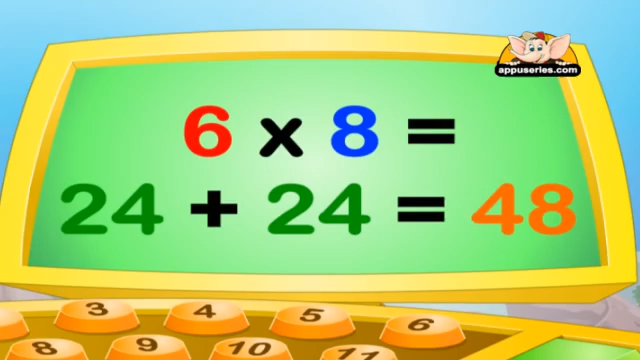 appuseries.com
6 x 8 =
24 + 24 = 48
3 4 5 6
8 9 10 11